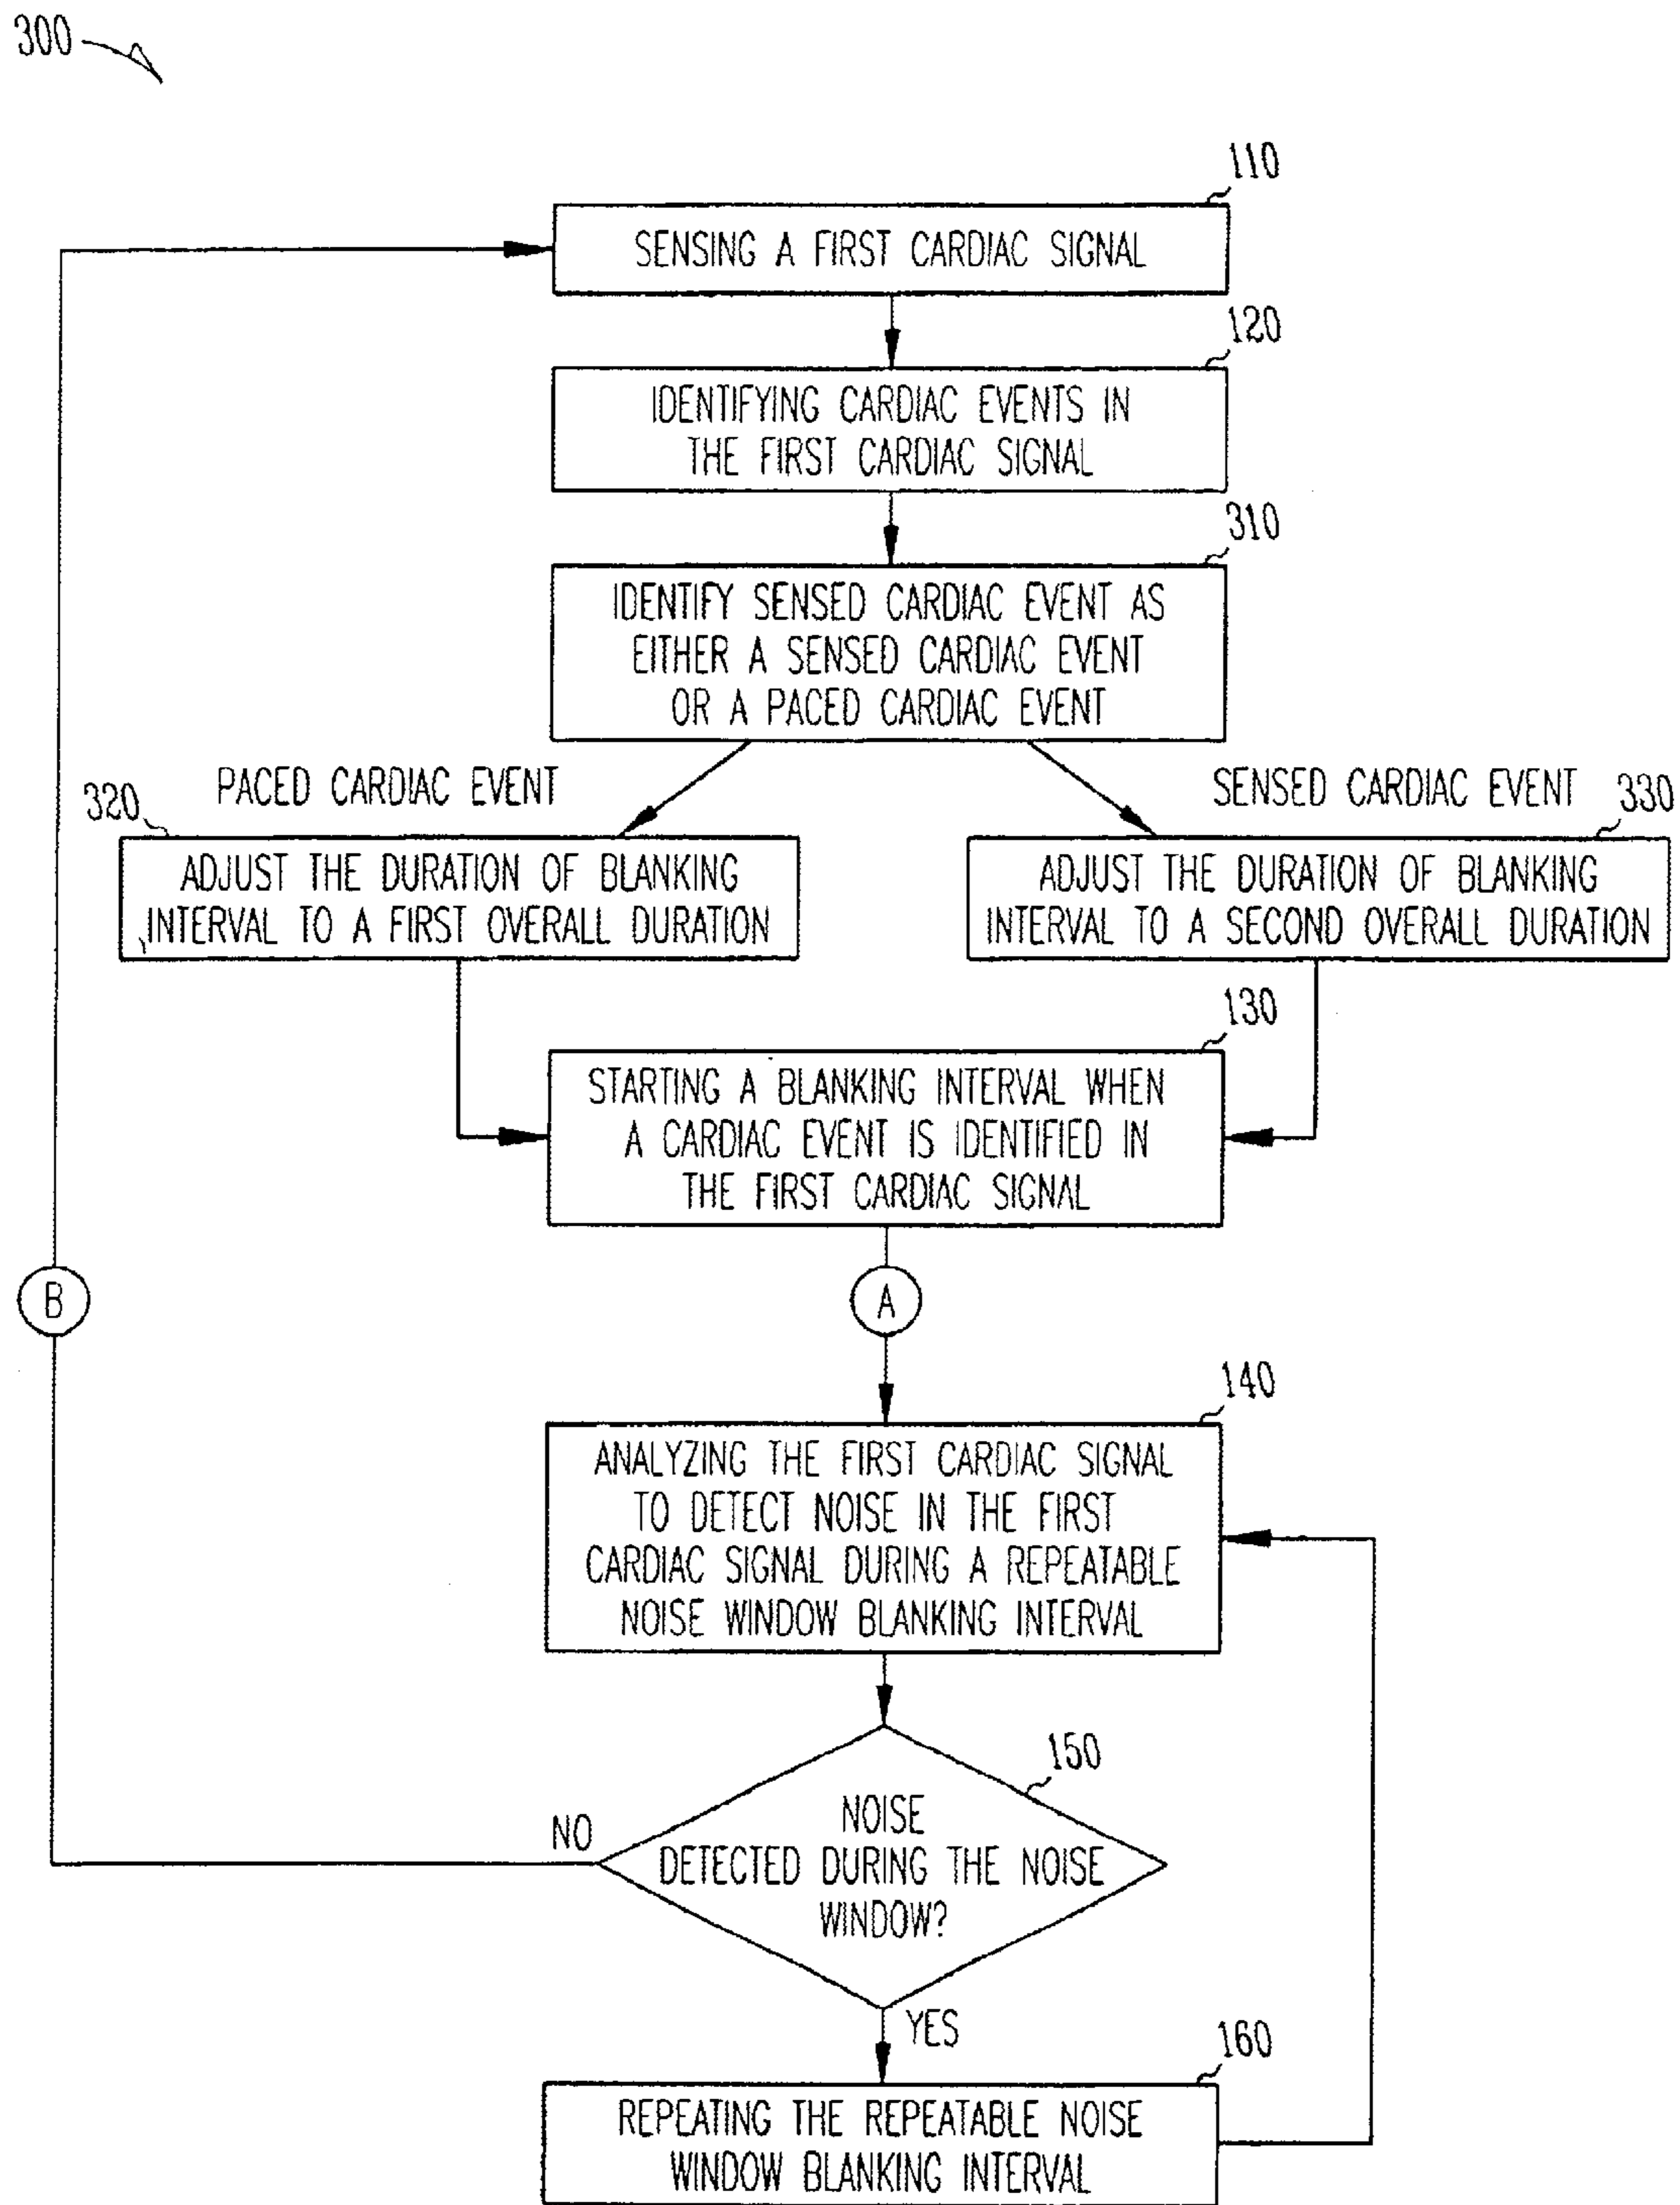 300
110
SENSING A FIRST CARDIAC SIGNAL
120
IDENTIFYING CARDIAC EVENTS IN
THE FIRST CARDIAC SIGNAL
310
IDENTIFY SENSED CARDIAC EVENT AS
EITHER A SENSED CARDIAC EVENT
OR A PACED CARDIAC EVENT
PACED CARDIAC EVENT
SENSED CARDIAC EVENT
320
330
ADJUST THE DURATION OF BLANKING
INTERVAL TO A FIRST OVERALL DURATION
ADJUST THE DURATION OF BLANKING
INTERVAL TO A SECOND OVERALL DURATION
130
STARTING A BLANKING INTERVAL WHEN
A CARDIAC EVENT IS IDENTIFIED IN
THE FIRST CARDIAC SIGNAL
B
A
140
ANALYZING THE FIRST CARDIAC SIGNAL
TO DETECT NOISE IN THE FIRST
CARDIAC SIGNAL DURING A REPEATABLE
NOISE WINDOW BLANKING INTERVAL
150
NO
NOISE
DETECTED DURING THE NOISE
WINDOW?
YES
160
REPEATING THE REPEATABLE NOISE
WINDOW BLANKING INTERVAL